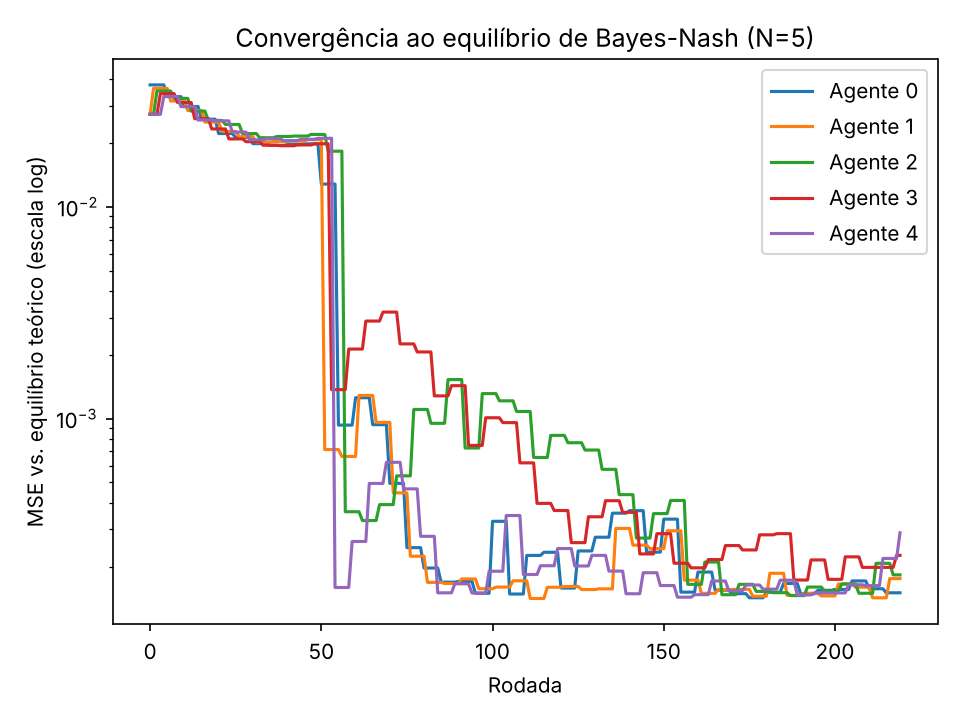 Convergência ao equilíbrio de Bayes-Nash (N=5)
MSE vs. equilíbrio teórico (escala log)
10⁻²
10⁻³
Agente 0
Agente 1
Agente 2
Agente 3
Agente 4
0 50 100 150 200
Rodada